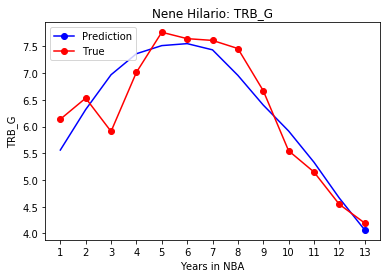 Nene Hilario: TRB_G
Prediction
True
TRB_G
7.5
7.0
6.5
6.0
5.5
5.0
4.5
4.0
1 2 3 4 5 6 7 8 9 10 11 12 13
Years in NBA